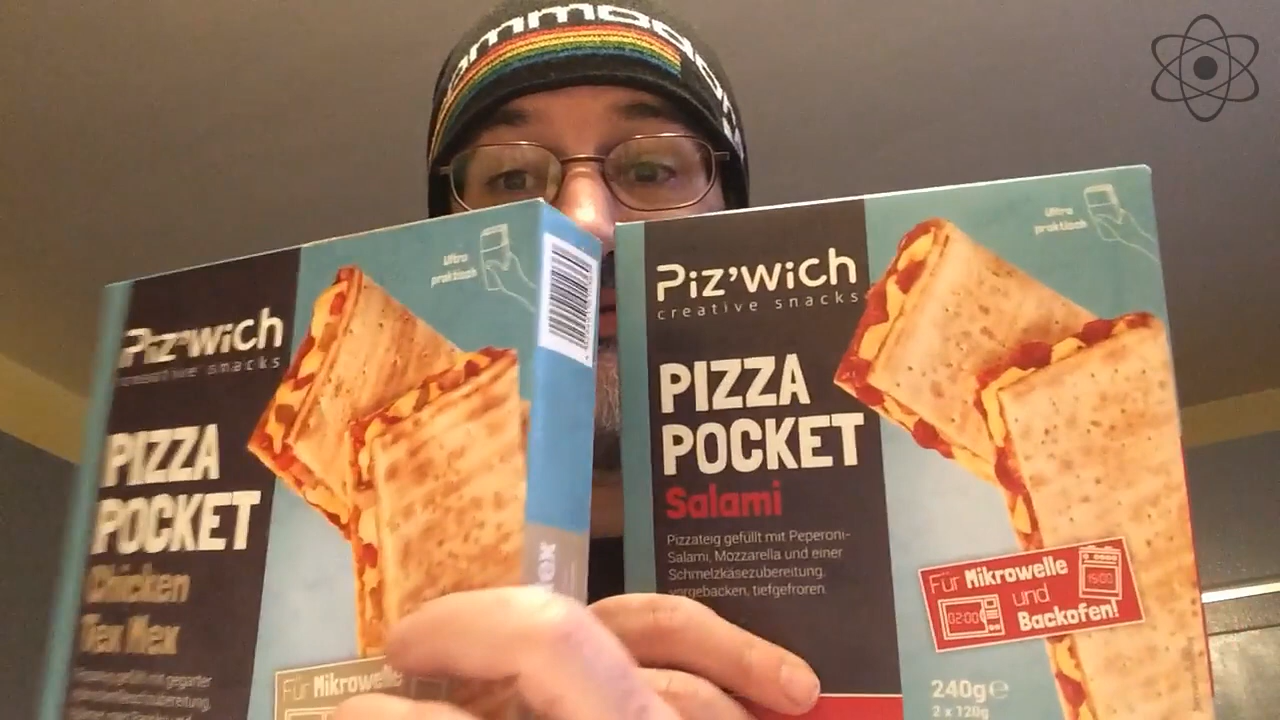 Ultra
praktisch
Piz'wich
creative snacks
PIZZA
POCKET
Chicken
Tex Mex
Für Mikrowelle
Ultra
praktisch
Piz'wich
creative snacks
PIZZA
POCKET
Salami
Pizzateig gefüllt mit Peperoni-
Salami, Mozzarella und einer
Schmelzkäsezubereitung.
vorgebacken, tiefgefroren
Für Mikrowelle
und
Backofen!
02:00
15:00
240g e
2 x 120g